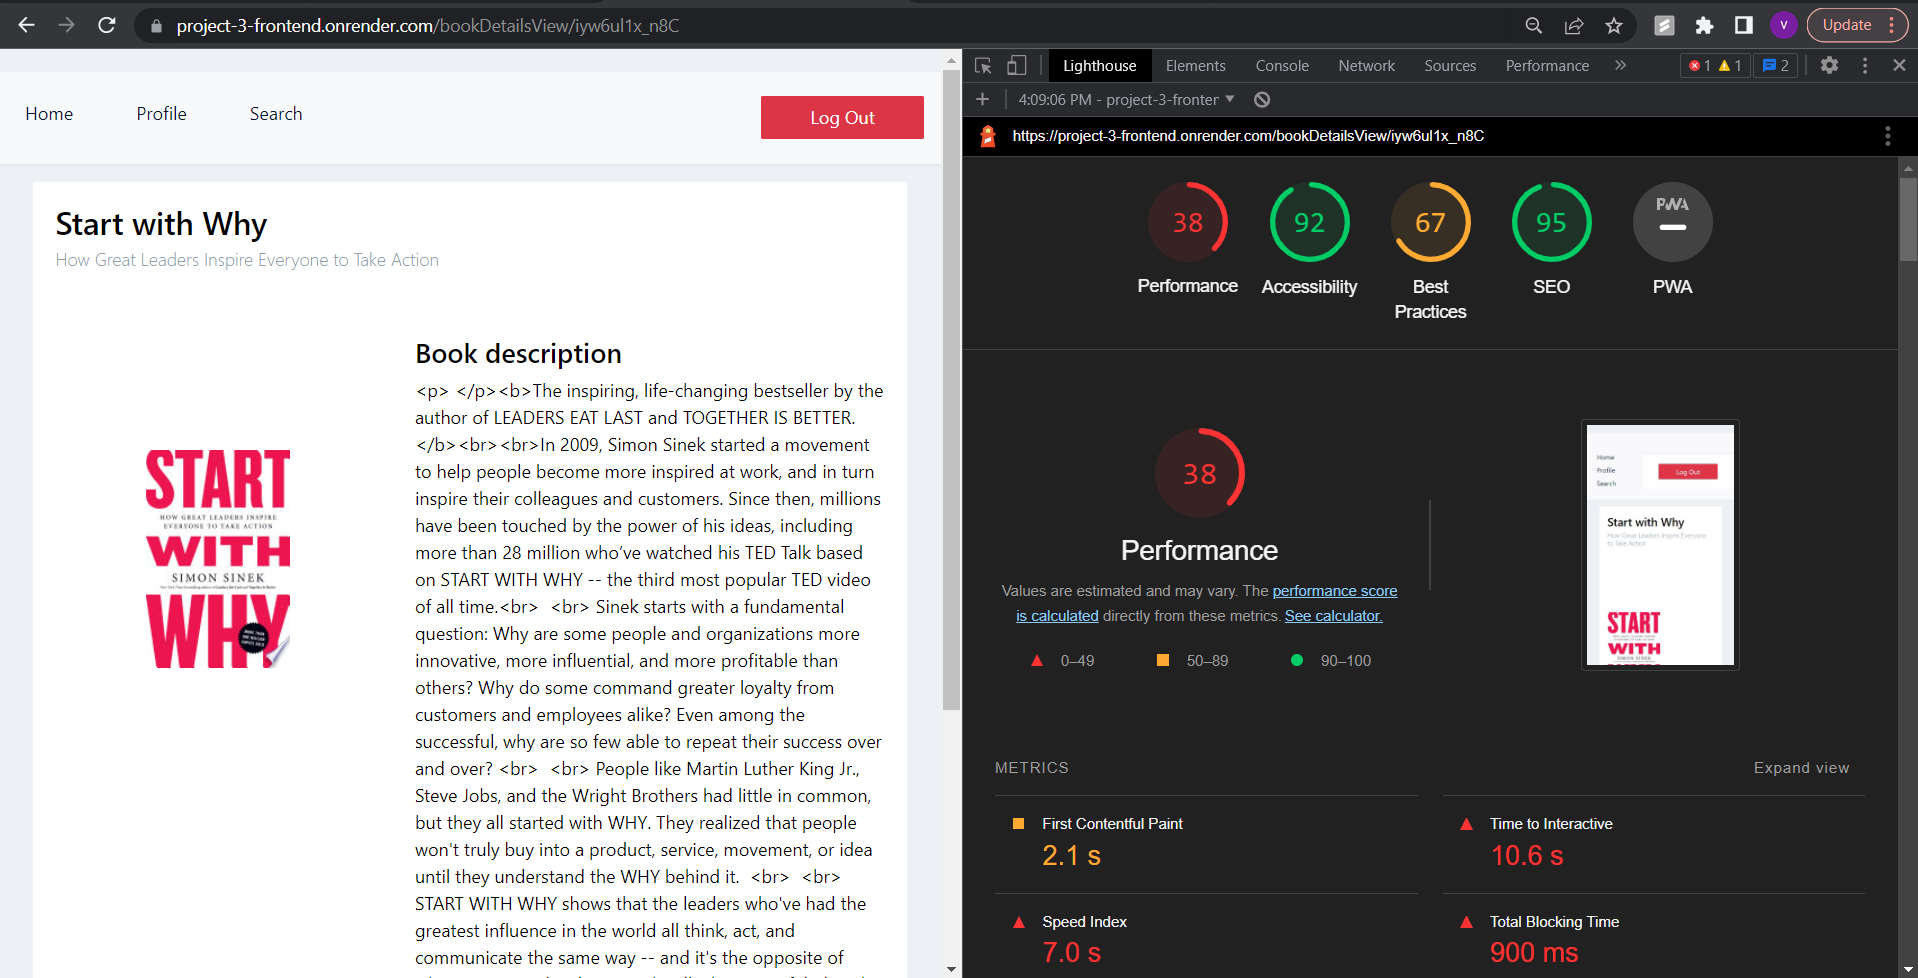 project-3-frontend.onrender.com/bookDetailsView/iyw6ul1x_n8C
V
Update
Home
Profile
Search
Log Out
Start with Why
How Great Leaders Inspire Everyone to Take Action
START
HOW GREAT LEADERS INSPIRE
EVERYONE TO TAKE ACTION
WITH
SIMON SINEK
WHY
Book description
<p> </p><b>The inspiring, life-changing bestseller by the
author of LEADERS EAT LAST and TOGETHER IS BETTER.
</b><br><br>In 2009, Simon Sinek started a movement
to help people become more inspired at work, and in turn
inspire their colleagues and customers. Since then, millions
have been touched by the power of his ideas, including
more than 28 million who’ve watched his TED Talk based
on START WITH WHY -- the third most popular TED video
of all time.<br>  <br> Sinek starts with a fundamental
question: Why are some people and organizations more
innovative, more influential, and more profitable than
others? Why do some command greater loyalty from
customers and employees alike? Even among the
successful, why are so few able to repeat their success over
and over? <br>  <br> People like Martin Luther King Jr.,
Steve Jobs, and the Wright Brothers had little in common,
but they all started with WHY. They realized that people
won't truly buy into a product, service, movement, or idea
until they understand the WHY behind it.  <br>  <br>
START WITH WHY shows that the leaders who've had the
greatest influence in the world all think, act, and
communicate the same way -- and it's the opposite of
Lighthouse
Elements
Console
Network
Sources
Performance
»
1
1
2
4:09:06 PM - project-3-fronter
https://project-3-frontend.onrender.com/bookDetailsView/iyw6ul1x_n8C
38
92
67
95
PWA
Performance
Accessibility
Best
Practices
SEO
PWA
38
Performance
Values are estimated and may vary. The performance score
is calculated directly from these metrics. See calculator.
0–49
50–89
90–100
Home
Profile
Search
Log Out
Start with Why
How Great Leaders Inspire Everyone
to Take Action
START
WITH
SIMON SINEK
METRICS
Expand view
First Contentful Paint
2.1 s
Time to Interactive
10.6 s
Speed Index
7.0 s
Total Blocking Time
900 ms